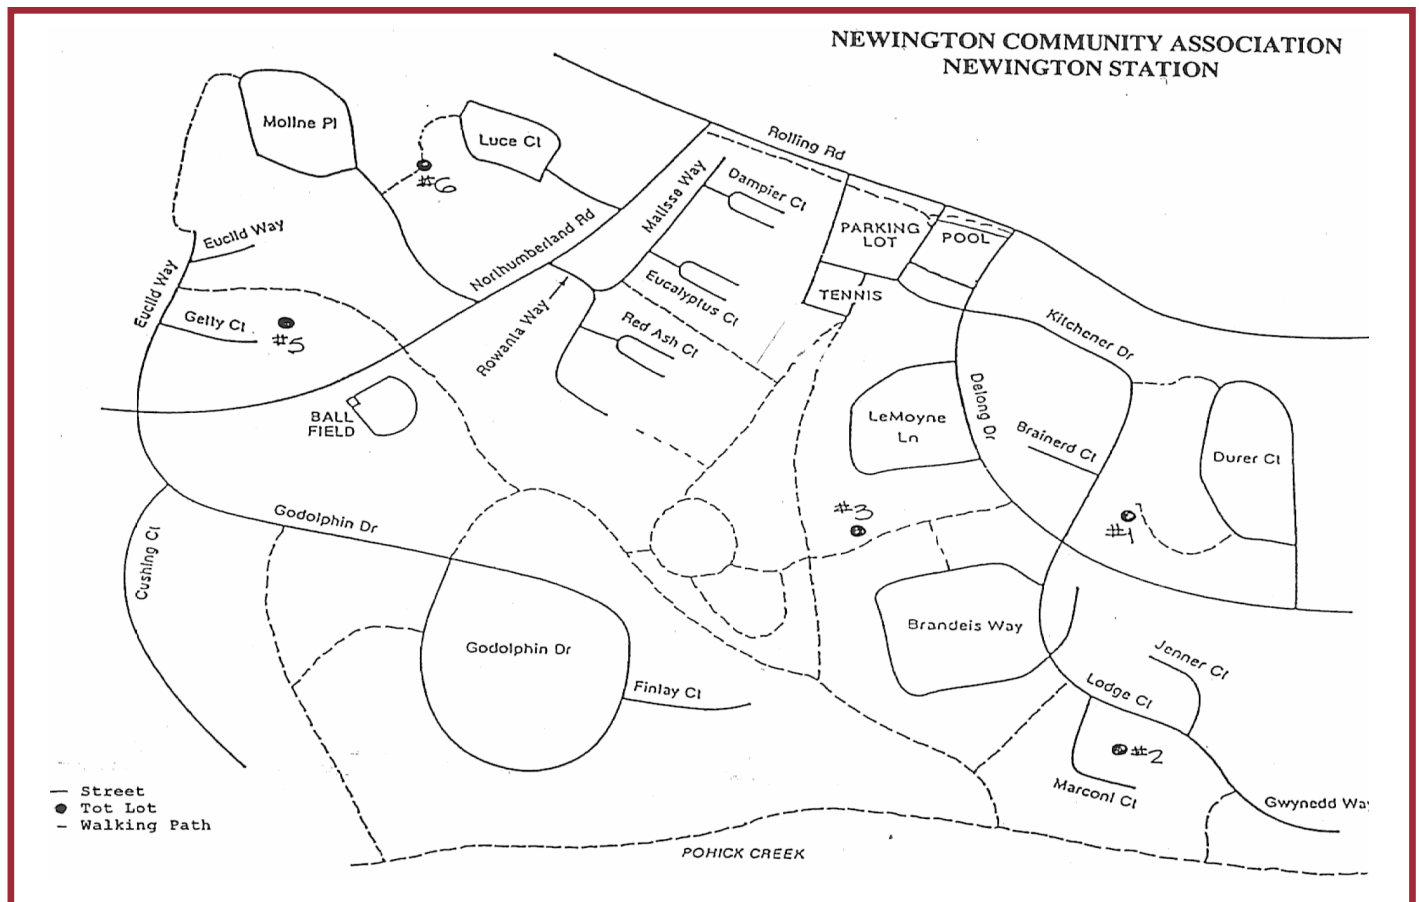 NEWINGTON COMMUNITY ASSOCIATION
NEWINGTON STATION
Moline Pl
Luce Ct
#6
Rolling Rd
Dampier Ct
Matisse Way
PARKING
LOT
POOL
Euclid Way
Northumberland Rd
Euclid Way
Eucalyptus Ct
TENNIS
Getty Ct
#5
Rowania Way
Red Ash Ct
Kitchener Dr
BALL
FIELD
LeMoyne
Ln
Delong Dr
Brainerd Ct
Durer Ct
Godolphin Dr
#3
#1
Cushing Ct
Brandeis Way
Godolphin Dr
Finlay Ct
Jenner Ct
Lodge Ct
#2
Marconi Ct
Gwynedd Wa
Street
Tot Lot
Walking Path
POHICK CREEK